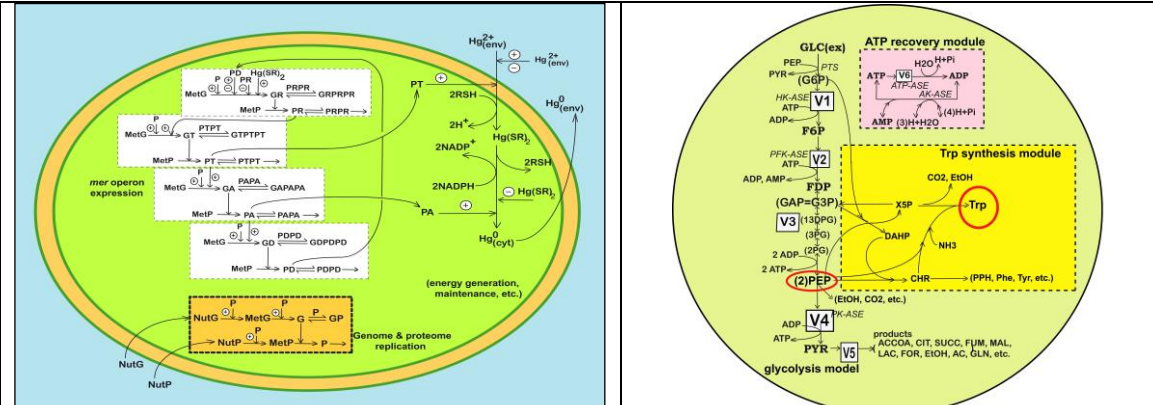 Hg2+(env)
+
−
Hg2+(env)
P
PD
PR
Hg(SR)2
+
−
+
+
MetG
GR
PRPR
GRPRPR
MetP
PR
PRPR
P
+
+
MetG
GT
PTPT
GTPTPT
MetP
PT
PTPT
mer operon
expression
P
+
+
MetG
GA
PAPA
GAPAPA
MetP
PA
PAPA
P
+
+
MetG
GD
PDPD
GDPDPD
MetP
PD
PDPD
PT
+
2RSH
2H+
Hg(SR)2
2NADP+
2RSH
2NADPH
−
Hg(SR)2
PA
+
Hg0(cyt)
Hg0(env)
(energy generation,
maintenance, etc.)
P
P
+
+
NutG
MetG
G
P
GP
P
+
NutP
MetP
P
Genome & proteome
replication
NutG
NutP
GLC(ex)
PEP
PTS
PYR
(G6P)
HK-ASE
V1
ATP
ADP
F6P
PFK-ASE
V2
ATP
ADP, AMP
FDP
(GAP=G3P)
V3
(13DPG)
(3PG)
(2PG)
2 ADP
2 ATP
(2)PEP
(EtOH, CO2, etc.)
V4
PK-ASE
ADP
ATP
PYR
V5
products
ACCOA, CIT, SUCC, FUM, MAL,
LAC, FOR, EtOH, AC, GLN, etc.
glycolysis model
ATP recovery module
H2O
H+Pi
ATP
V6
ADP
ATP-ASE
AK-ASE
AMP
(3)H+H2O
(4)H+Pi
Trp synthesis module
CO2, EtOH
X5P
Trp
DAHP
NH3
CHR
(PPH, Phe, Tyr, etc.)